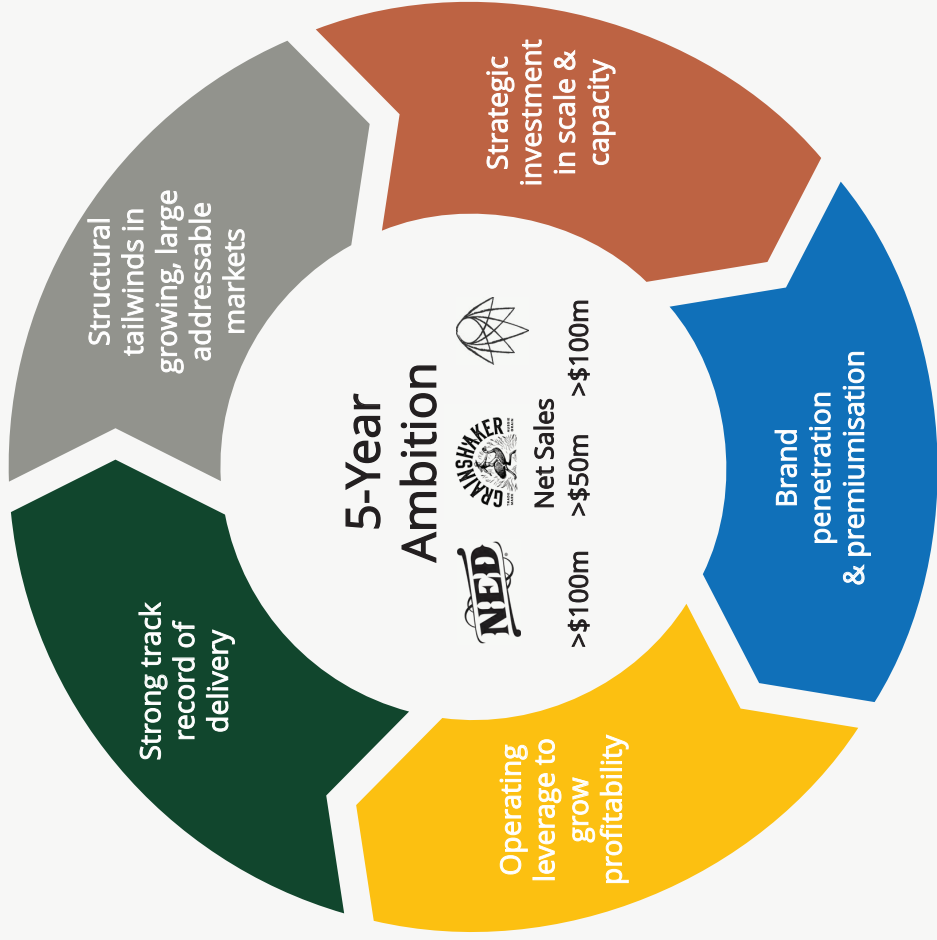 5-Year
Ambition
NED
GRAINSHAKER
Net Sales
>$100m >$50m >$100m
Structural
tailwinds in
growing, large
addressable
markets
Strategic
investment
in scale &
capacity
Brand
penetration
& premiumisation
Operating
leverage to
grow
profitability
Strong track
record of
delivery